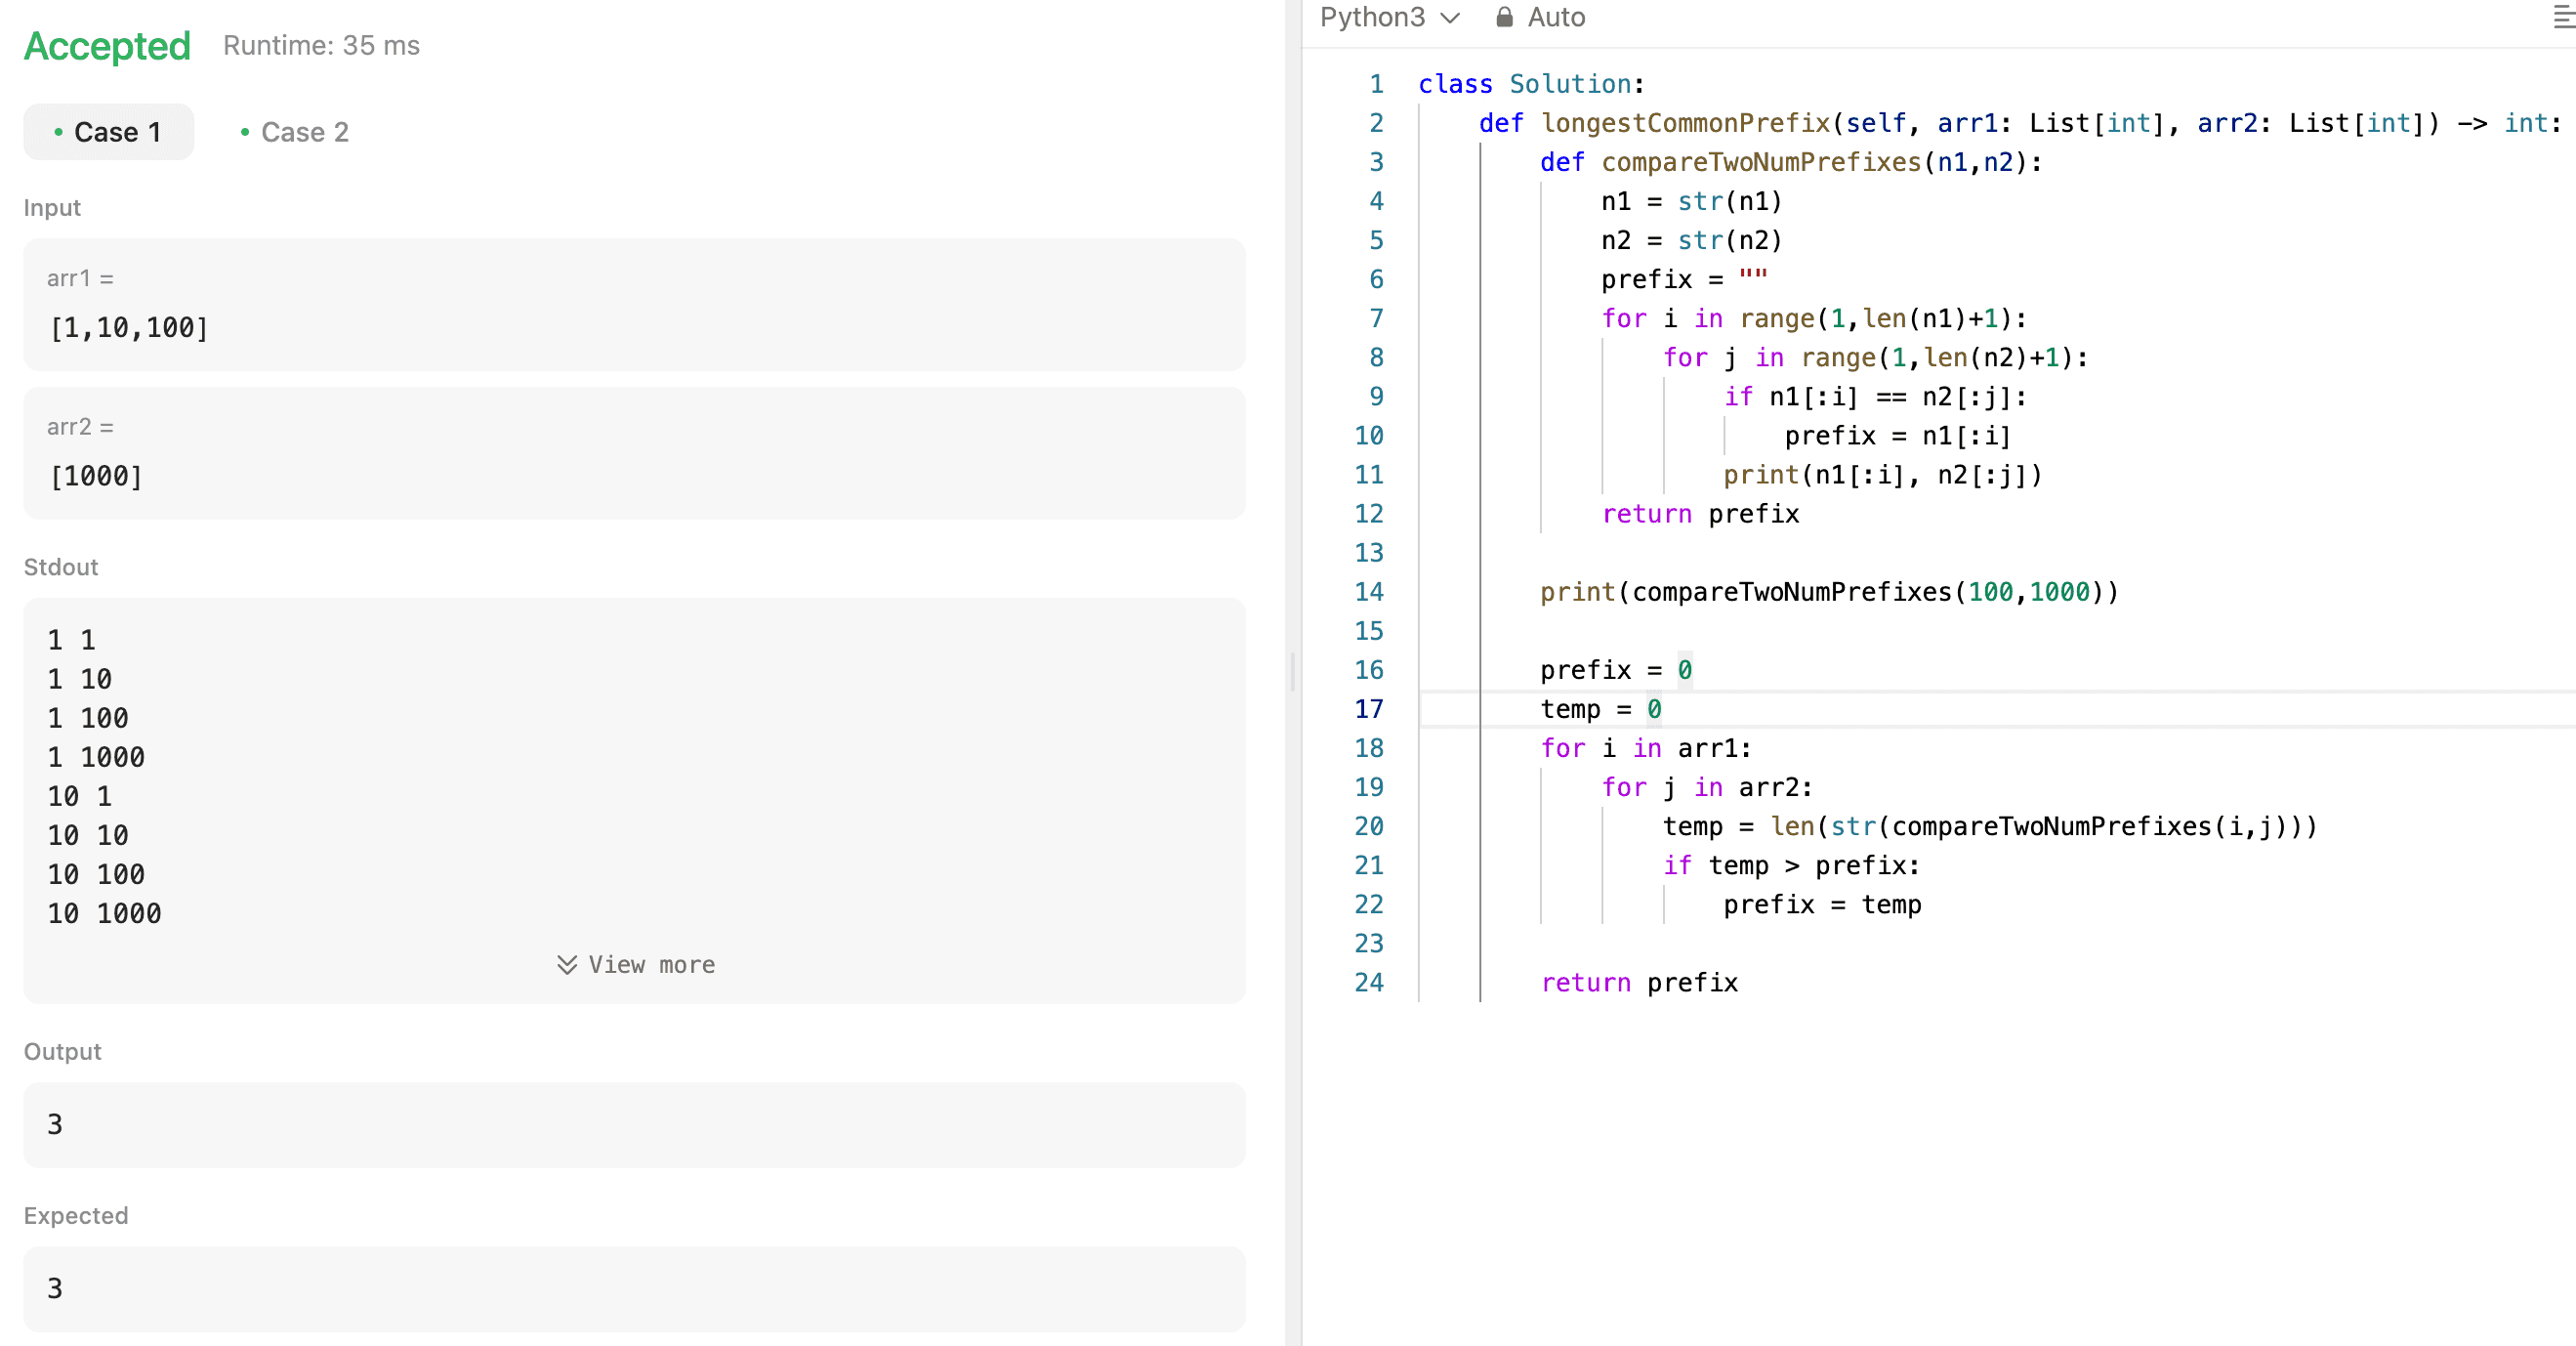 Accepted Runtime: 35 ms
• Case 1 • Case 2
Input
arr1 =
[1,10,100]
arr2 =
[1000]
Stdout
1 1
1 10
1 100
1 1000
10 1
10 10
10 100
10 1000
View more
Output
3
Expected
3
Python3 Auto
1 class Solution:
2     def longestCommonPrefix(self, arr1: List[int], arr2: List[int]) -> int:
3         def compareTwoNumPrefixes(n1,n2):
4             n1 = str(n1)
5             n2 = str(n2)
6             prefix = ""
7             for i in range(1,len(n1)+1):
8                 for j in range(1,len(n2)+1):
9                     if n1[:i] == n2[:j]:
10                         prefix = n1[:i]
11                     print(n1[:i], n2[:j])
12             return prefix
13
14         print(compareTwoNumPrefixes(100,1000))
15
16         prefix = 0
17         temp = 0
18         for i in arr1:
19             for j in arr2:
20                 temp = len(str(compareTwoNumPrefixes(i,j)))
21                 if temp > prefix:
22                     prefix = temp
23
24         return prefix